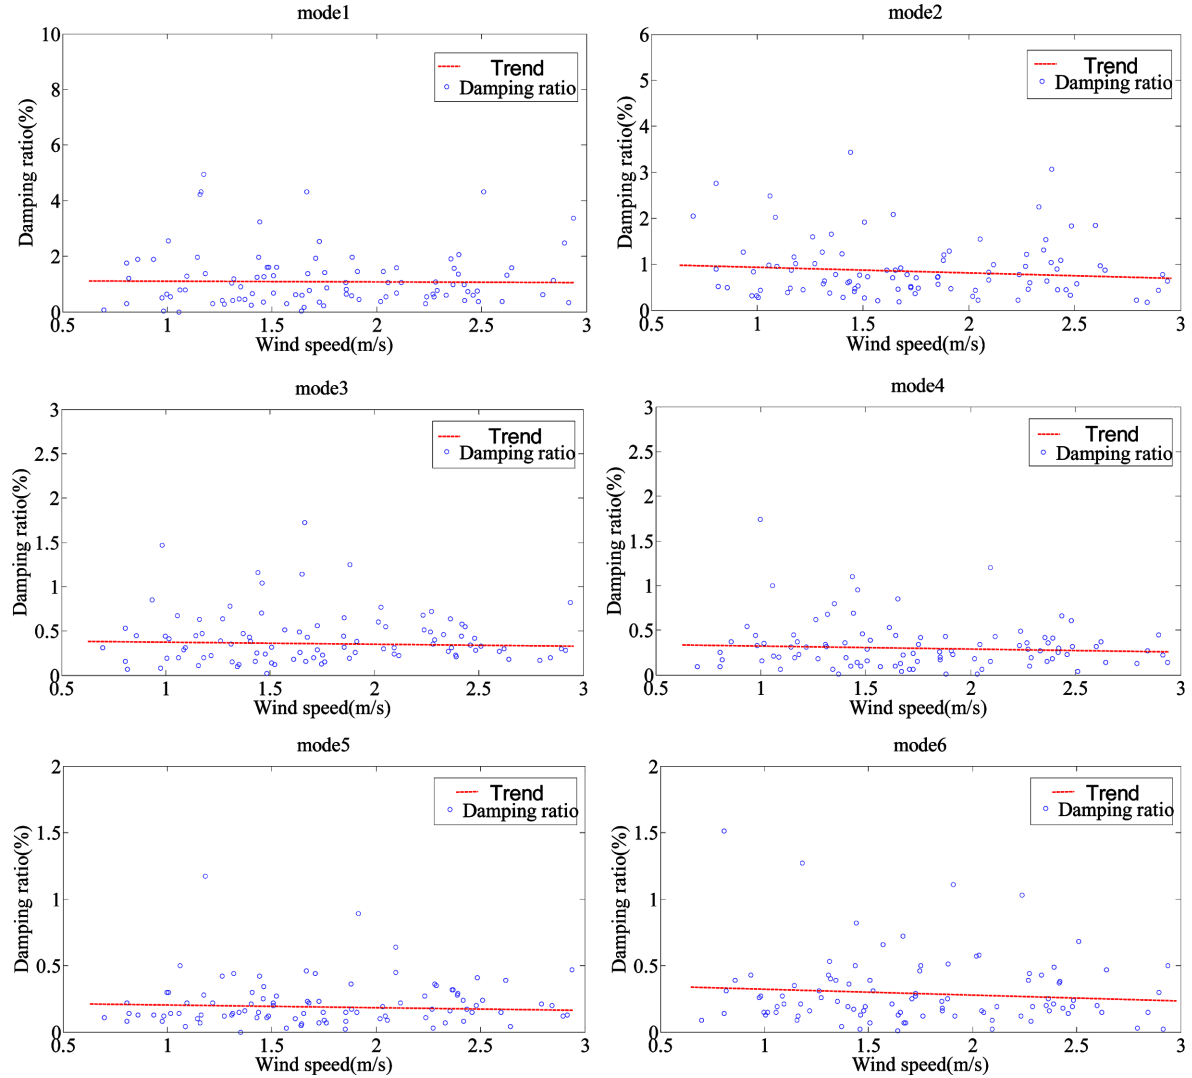 mode1
10
8
6
4
2
0
Damping ratio(%)
0.5
1
1.5
2
2.5
3
Wind speed(m/s)
Trend
Damping ratio
mode2
6
5
4
3
2
1
0
Damping ratio(%)
0.5
1
1.5
2
2.5
3
Wind speed(m/s)
Trend
Damping ratio
mode3
3
2.5
2
1.5
1
0.5
0
Damping ratio(%)
1
1.5
2
2.5
3
Wind speed(m/s)
Trend
Damping ratio
mode4
3
2.5
2
1.5
1
0.5
0
Damping ratio(%)
0.5
1
1.5
2
2.5
3
Wind speed(m/s)
Trend
Damping ratio
mode5
2
1.5
1
0.5
0
Damping ratio(%)
0.5
1
1.5
2
2.5
3
Wind speed(m/s)
Trend
Damping ratio
mode6
2
1.5
1
0.5
0
Damping ratio(%)
0.5
1
1.5
2
2.5
3
Wind speed(m/s)
Trend
Damping ratio